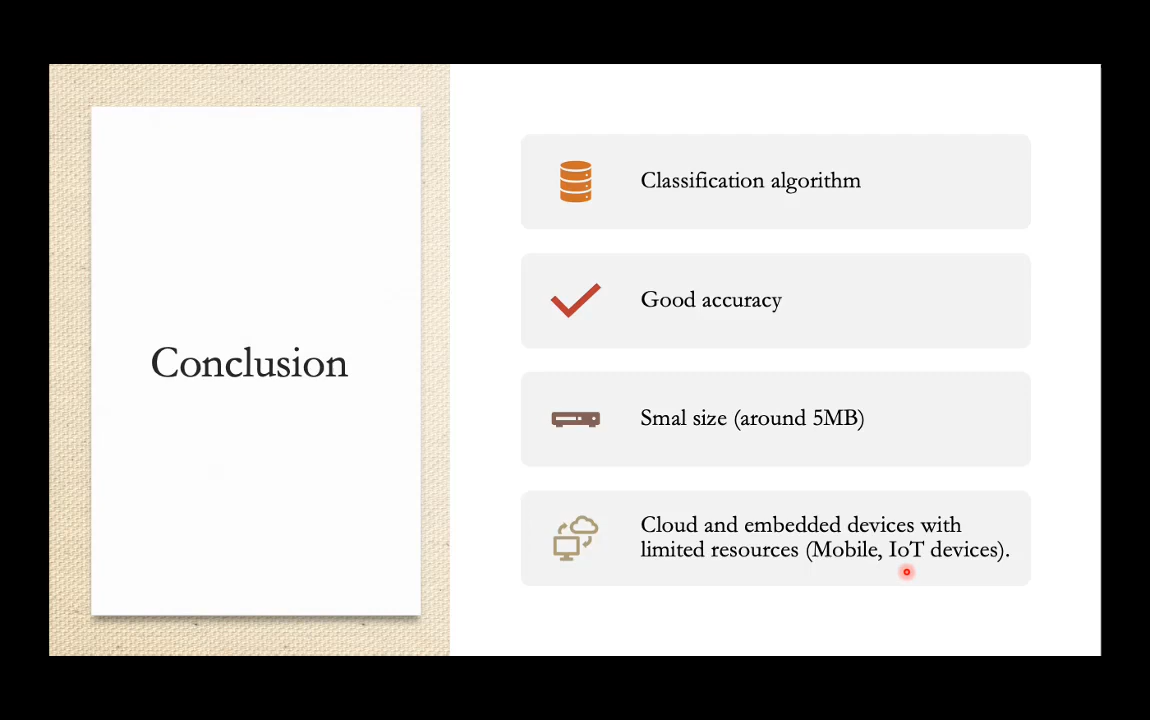 Conclusion
Classification algorithm
Good accuracy
Smal size (around 5MB)
Cloud and embedded devices with
limited resources (Mobile, IoT devices).